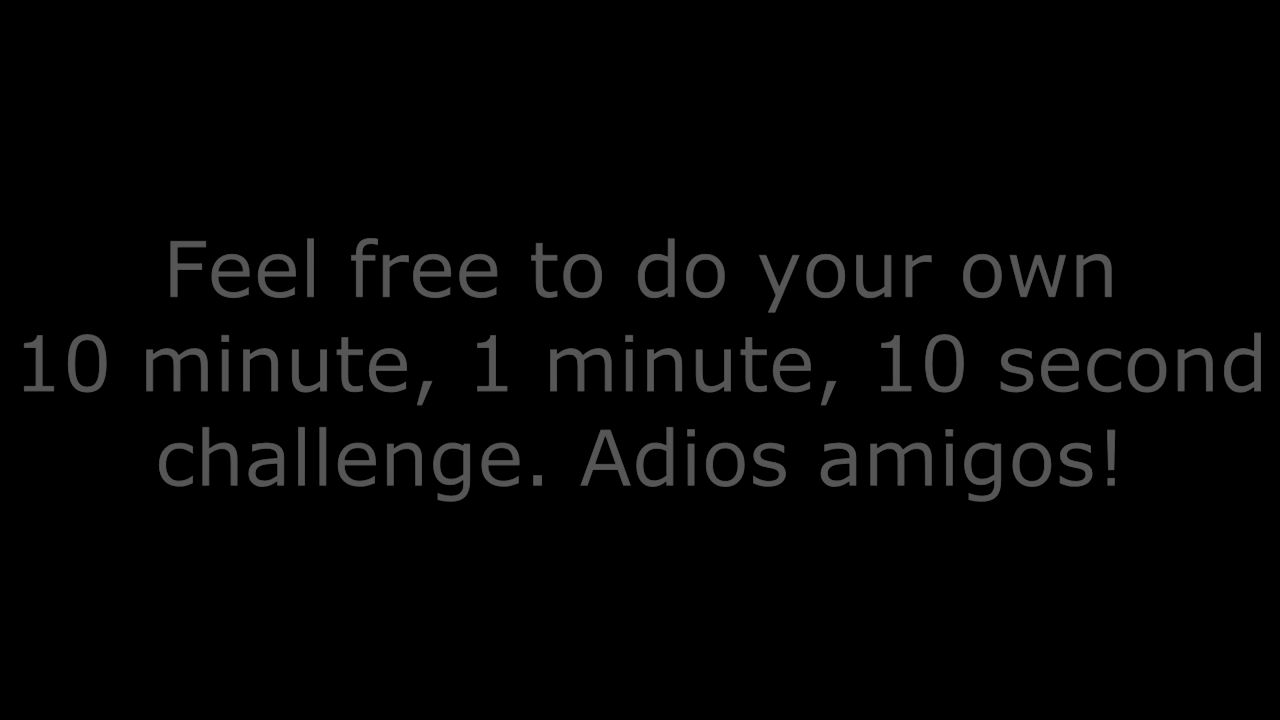 Feel free to do your own
10 minute, 1 minute, 10 second
challenge. Adios amigos!